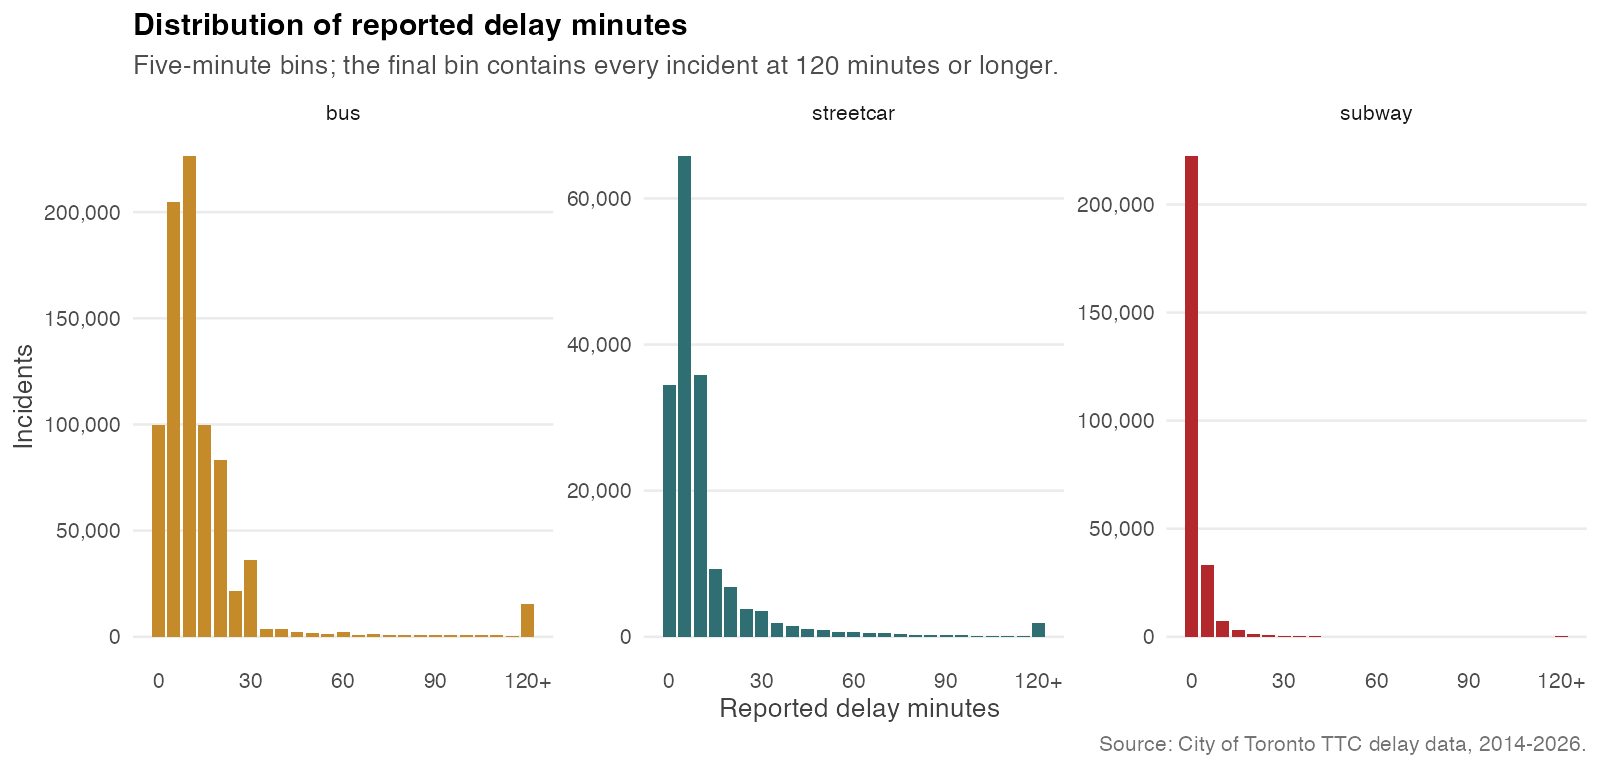 Distribution of reported delay minutes
Five-minute bins; the final bin contains every incident at 120 minutes or longer.
bus
streetcar
subway
Incidents
200,000
150,000
100,000
50,000
0
60,000
40,000
20,000
0
200,000
150,000
100,000
50,000
0
0 30 60 90 120+
0 30 60 90 120+
0 30 60 90 120+
Reported delay minutes
Source: City of Toronto TTC delay data, 2014-2026.